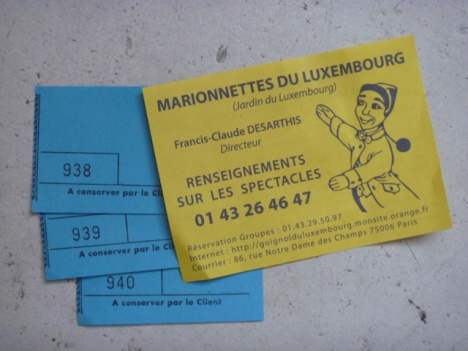 MARIONNETTES DU LUXEMBOURG
(Jardin du Luxembourg)
Francis-Claude DESARTHIS
Directeur
RENSEIGNEMENTS
SUR LES SPECTACLES
01 43 26 46 47
Réservation Groupes : 01.43.29.50.97
Internet : http://guignolduluxembourg.monsite.orange.fr
Courrier : 86, rue Notre Dame des Champs 75006 Paris
938
A conserver par le Cli
939
A conserver par le Clien
940
A conserver par le Client